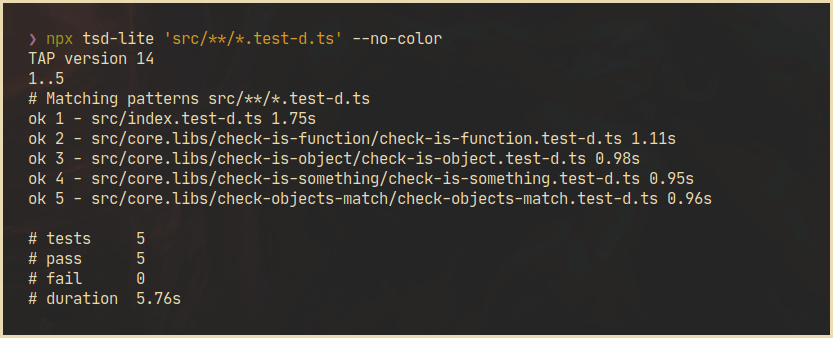 ❯ npx tsd-lite 'src/**/*.test-d.ts' --no-color
TAP version 14
1..5
# Matching patterns src/**/*.test-d.ts
ok 1 - src/index.test-d.ts 1.75s
ok 2 - src/core.libs/check-is-function/check-is-function.test-d.ts 1.11s
ok 3 - src/core.libs/check-is-object/check-is-object.test-d.ts 0.98s
ok 4 - src/core.libs/check-is-something/check-is-something.test-d.ts 0.95s
ok 5 - src/core.libs/check-objects-match/check-objects-match.test-d.ts 0.96s
# tests     5
# pass      5
# fail      0
# duration  5.76s